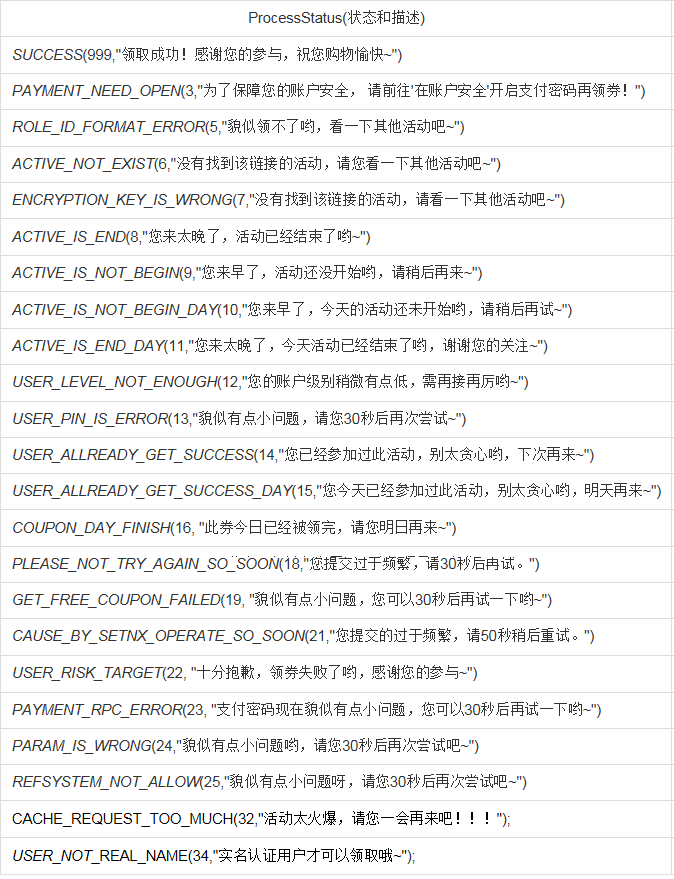 ProcessStatus(状态和描述)
SUCCESS(999,"领取成功！感谢您的参与，祝您购物愉快~")
PAYMENT_NEED_OPEN(3,"为了保障您的账户安全， 请前往'在账户安全'开启支付密码再领券！")
ROLE_ID_FORMAT_ERROR(5,"貌似领不了哟，看一下其他活动吧~")
ACTIVE_NOT_EXIST(6,"没有找到该链接的活动，请您看一下其他活动吧~")
ENCRYPTION_KEY_IS_WRONG(7,"没有找到该链接的活动，请看一下其他活动吧~")
ACTIVE_IS_END(8,"您来太晚了，活动已经结束了哟~")
ACTIVE_IS_NOT_BEGIN(9,"您来早了，活动还没开始哟，请稍后再来~")
ACTIVE_IS_NOT_BEGIN_DAY(10,"您来早了，今天的活动还未开始哟，请稍后再试~")
ACTIVE_IS_END_DAY(11,"您来太晚了，今天活动已经结束了哟，谢谢您的关注~")
USER_LEVEL_NOT_ENOUGH(12,"您的账户级别稍微有点低，需再接再厉哟~")
USER_PIN_IS_ERROR(13,"貌似有点小问题，请您30秒后再次尝试~")
USER_ALLREADY_GET_SUCCESS(14,"您已经参加过此活动，别太贪心哟，下次再来~")
USER_ALLREADY_GET_SUCCESS_DAY(15,"您今天已经参加过此活动，别太贪心哟，明天再来~")
COUPON_DAY_FINISH(16, "此券今日已经被领完，请您明日再来~")
PLEASE_NOT_TRY_AGAIN_SO_SOON(18,"您提交过于频繁，请30秒后再试。")
GET_FREE_COUPON_FAILED(19, "貌似有点小问题，您可以30秒后再试一下哟~")
CAUSE_BY_SETNX_OPERATE_SO_SOON(21,"您提交的过于频繁，请50秒稍后重试。")
USER_RISK_TARGET(22, "十分抱歉，领券失败了哟，感谢您的参与~")
PAYMENT_RPC_ERROR(23, "支付密码现在貌似有点小问题，您可以30秒后再试一下哟~")
PARAM_IS_WRONG(24,"貌似有点小问题哟，请您30秒后再次尝试吧~")
REFSYSTEM_NOT_ALLOW(25,"貌似有点小问题呀，请您30秒后再次尝试吧~")
CACHE_REQUEST_TOO_MUCH(32,"活动太火爆，请您一会再来吧！！！");
USER_NOT_REAL_NAME(34,"实名认证用户才可以领取哦~");